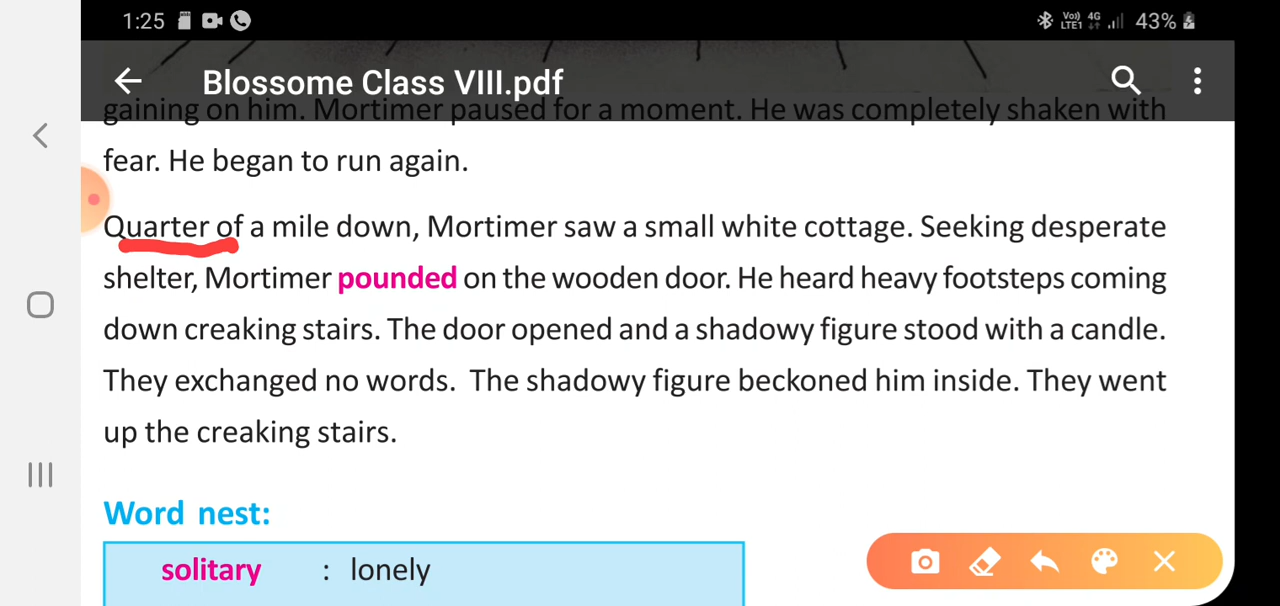 1:25 Vo)) LTE1 4G 43%
Blossome Class VIII.pdf
gaining on him. Mortimer paused for a moment. He was completely shaken with
fear. He began to run again.
Quarter of a mile down, Mortimer saw a small white cottage. Seeking desperate
shelter, Mortimer pounded on the wooden door. He heard heavy footsteps coming
down creaking stairs. The door opened and a shadowy figure stood with a candle.
They exchanged no words. The shadowy figure beckoned him inside. They went
up the creaking stairs.
Word nest:
solitary : lonely